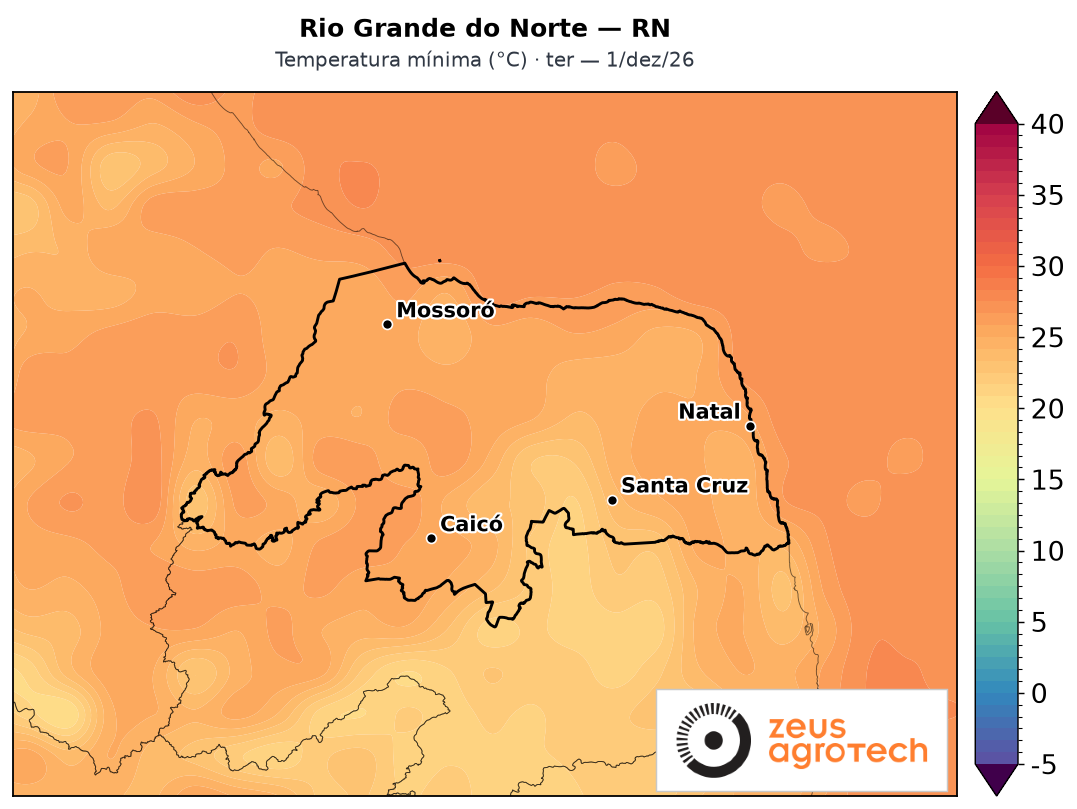 Rio Grande do Norte — RN
Temperatura mínima (°C) · ter — 1/dez/26
Mossoró
Natal
Santa Cruz
Caicó
40
35
30
25
20
15
10
5
0
-5
zeus
agrotech